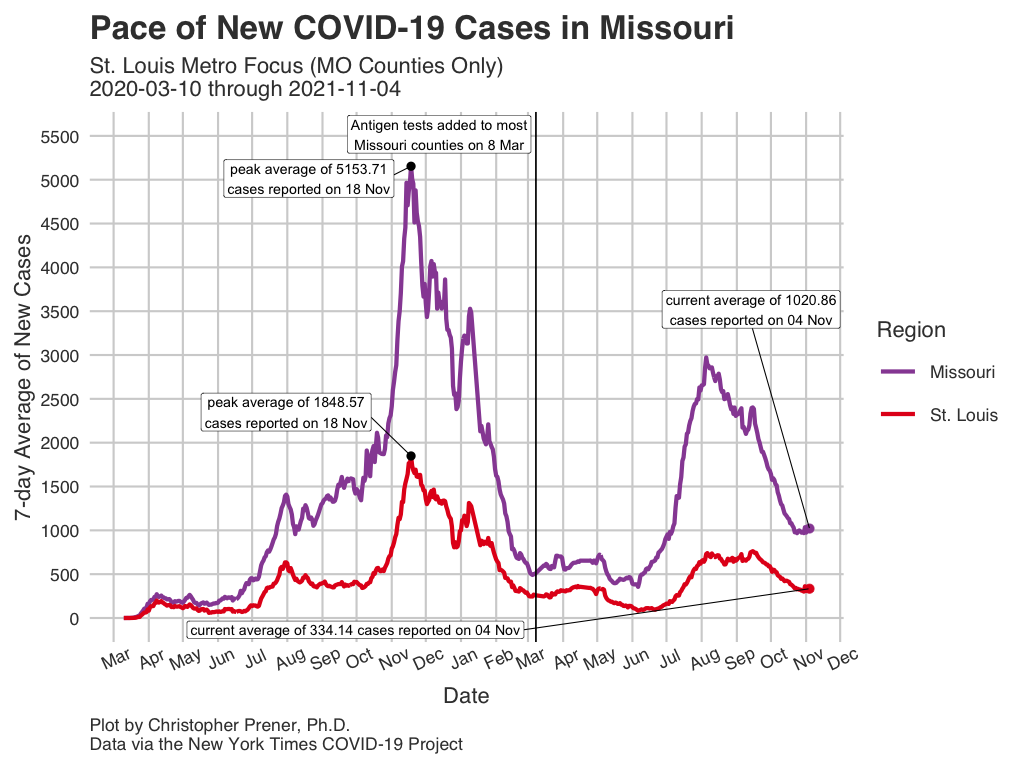 Pace of New COVID-19 Cases in Missouri
St. Louis Metro Focus (MO Counties Only)
2020-03-10 through 2021-11-04
7-day Average of New Cases
5500
5000
4500
4000
3500
3000
2500
2000
1500
1000
500
0
Antigen tests added to most
Missouri counties on 8 Mar
peak average of 5153.71
cases reported on 18 Nov
peak average of 1848.57
cases reported on 18 Nov
current average of 1020.86
cases reported on 04 Nov
current average of 334.14 cases reported on 04 Nov
Region
Missouri
St. Louis
Mar Apr May Jun Jul Aug Sep Oct Nov Dec Jan Feb Mar Apr May Jun Jul Aug Sep Oct Nov Dec
Date
Plot by Christopher Prener, Ph.D.
Data via the New York Times COVID-19 Project